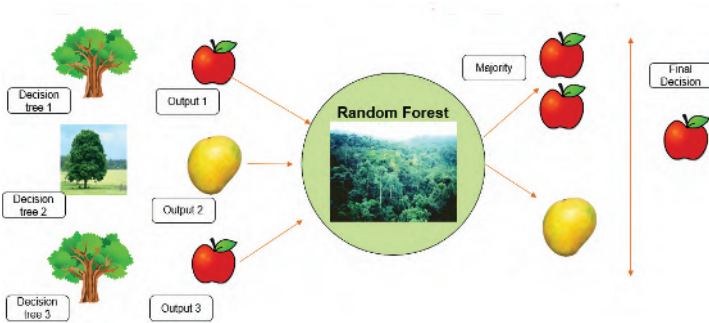 Decision
tree 1
Output 1
Decision
tree 2
Output 2
Decision
tree 3
Output 3
Random Forest
Majority
Final
Decision